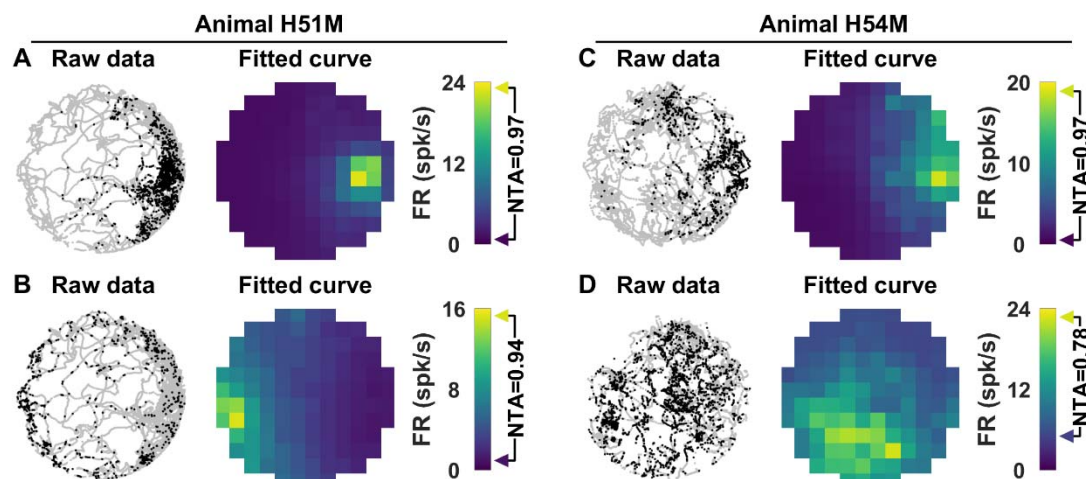 Animal H51M
Animal H54M
A Raw data Fitted curve
24
12
0
FR (spk/s)
NTA=0.97
C Raw data Fitted curve
20
10
0
FR (spk/s)
NTA=0.97
B Raw data Fitted curve
16
8
0
FR (spk/s)
NTA=0.94
D Raw data Fitted curve
24
12
0
FR (spk/s)
NTA=0.78